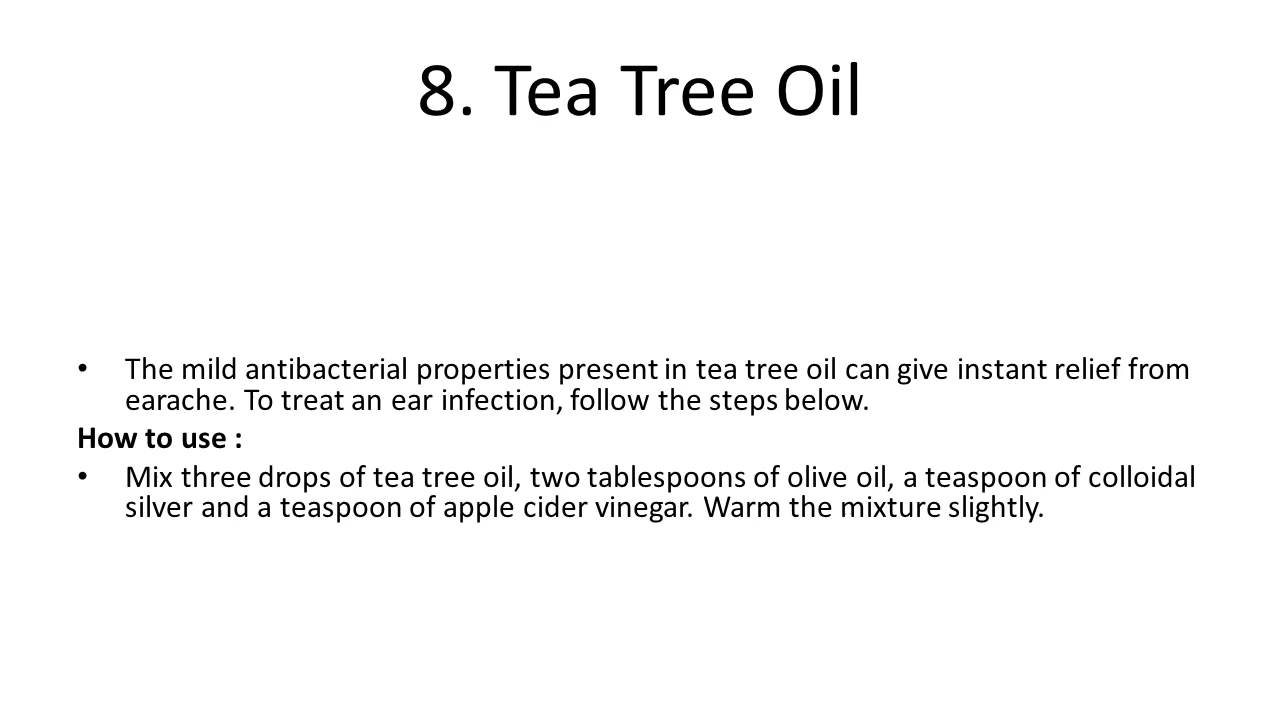 8. Tea Tree Oil
• The mild antibacterial properties present in tea tree oil can give instant relief from
earache. To treat an ear infection, follow the steps below.
How to use :
• Mix three drops of tea tree oil, two tablespoons of olive oil, a teaspoon of colloidal
silver and a teaspoon of apple cider vinegar. Warm the mixture slightly.